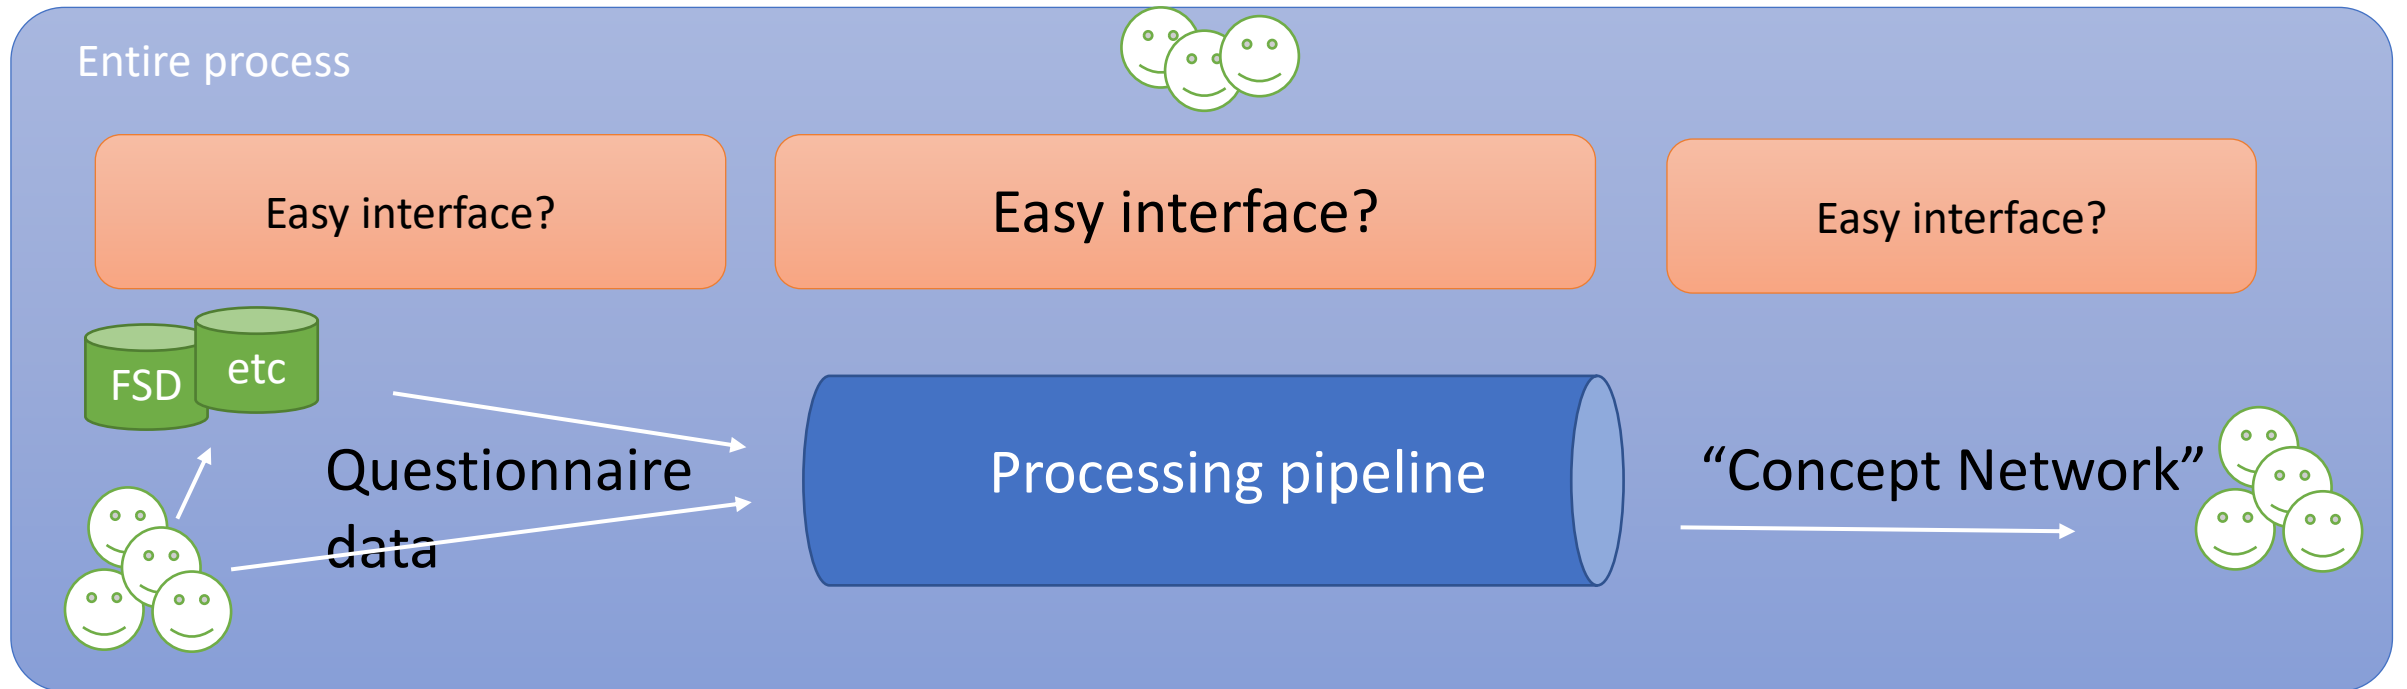 Entire process
Easy interface?
Easy interface?
Easy interface?
FSD
etc
Questionnaire
data
Processing pipeline
“Concept Network”